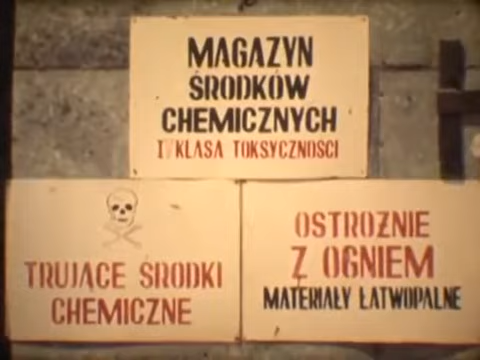 MAGAZYN
ŚRODKÓW
CHEMICZNYCH
I KLASA TOKSYCZNOŚCI
TRUJĄCE ŚRODKI
CHEMICZNE
OSTROŻNIE
Z OGNIEM
MATERIAŁY ŁATWOPALNE